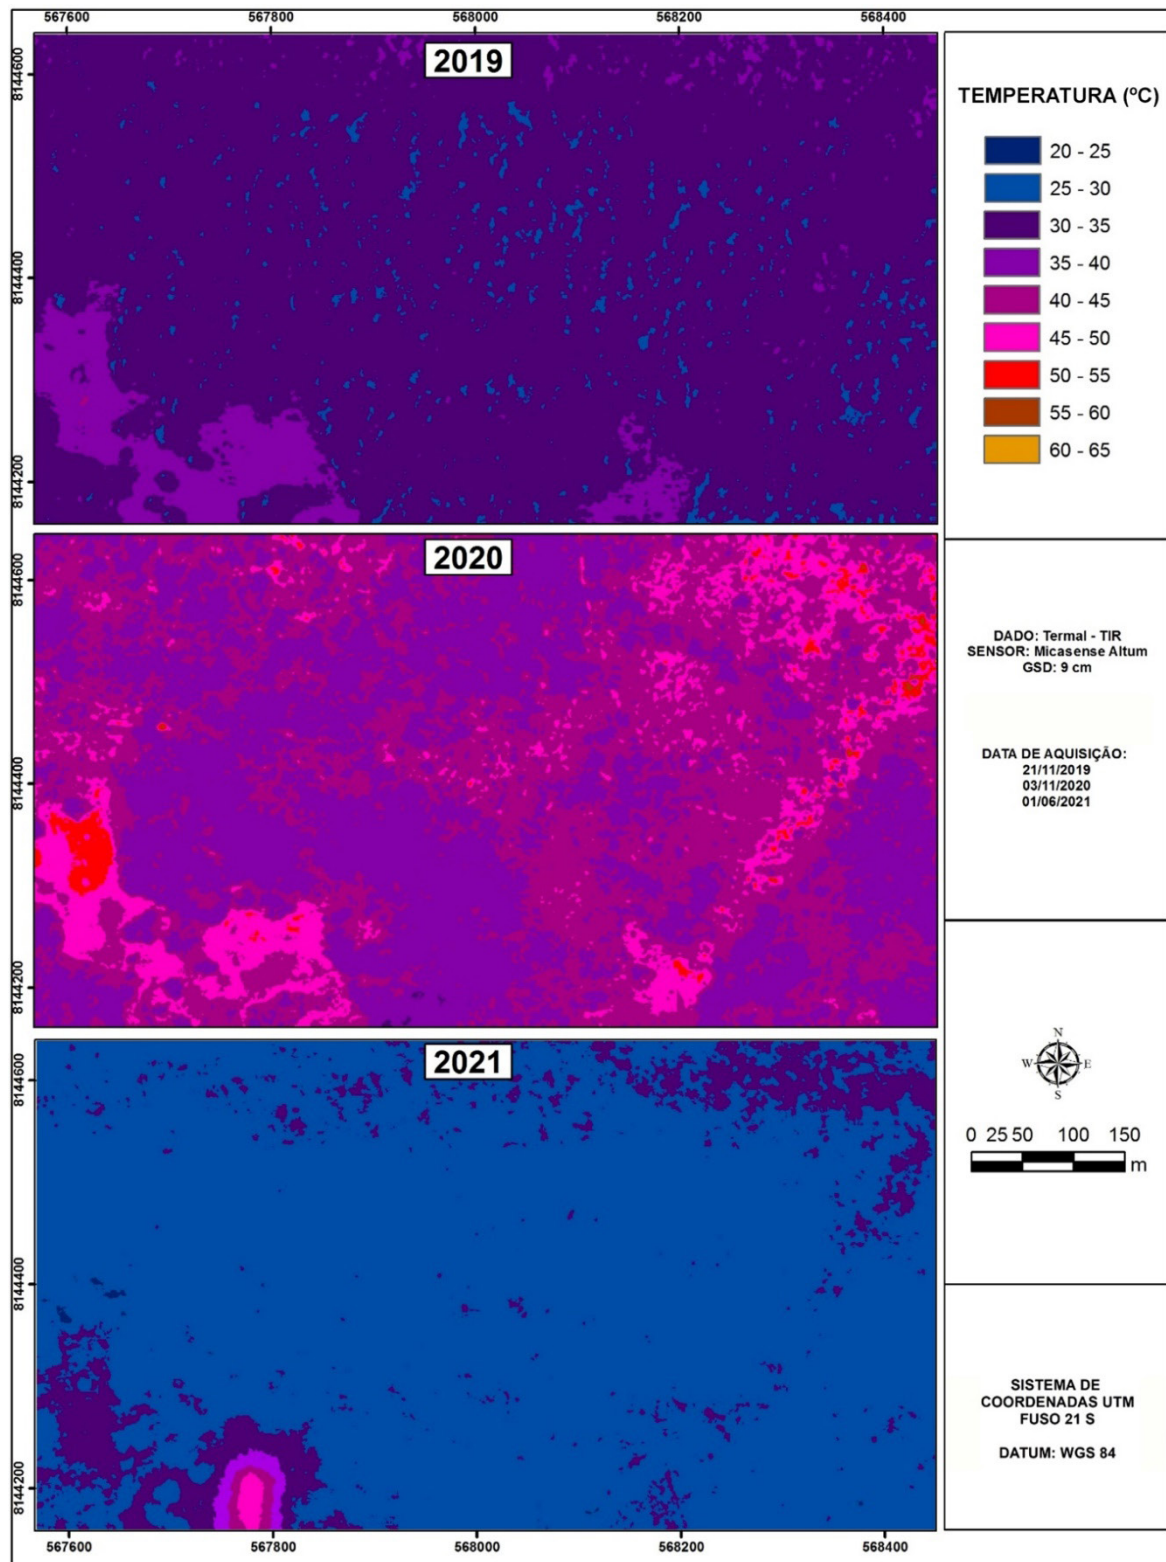 567600 567800 568000 568200 568400
2019
8144600
8144400
8144200
2020
8144600
8144400
8144200
2021
8144600
8144400
8144200
567600 567800 568000 568200 568400
TEMPERATURA (ºC)
20 - 25
25 - 30
30 - 35
35 - 40
40 - 45
45 - 50
50 - 55
55 - 60
60 - 65
DADO: Termal - TIR
SENSOR: Micasense Altum
GSD: 9 cm
DATA DE AQUISIÇÃO:
21/11/2019
03/11/2020
01/06/2021
N
W E
S
0 25 50 100 150
m
SISTEMA DE
COORDENADAS UTM
FUSO 21 S
DATUM: WGS 84